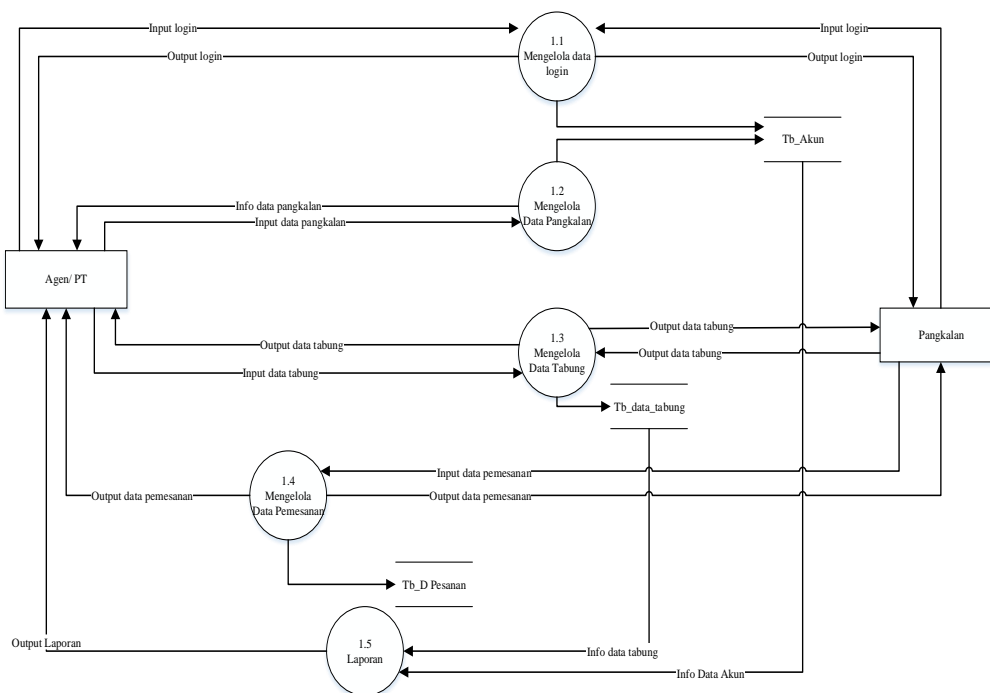 Input login
Input login
1.1
Mengelola data
login
Output login
Output login
Tb_Akun
1.2
Mengelola
Data Pangkalan
Info data pangkalan
Input data pangkalan
Agen/ PT
1.3
Mengelola
Data Tabung
Output data tabung
Pangkalan
Output data tabung
Output data tabung
Input data tabung
Tb_data_tabung
Input data pemesanan
1.4
Mengelola
Data Pemesanan
Output data pemesanan
Output data pemesanan
Tb_D Pesanan
Output Laporan
1.5
Laporan
Info data tabung
Info Data Akun